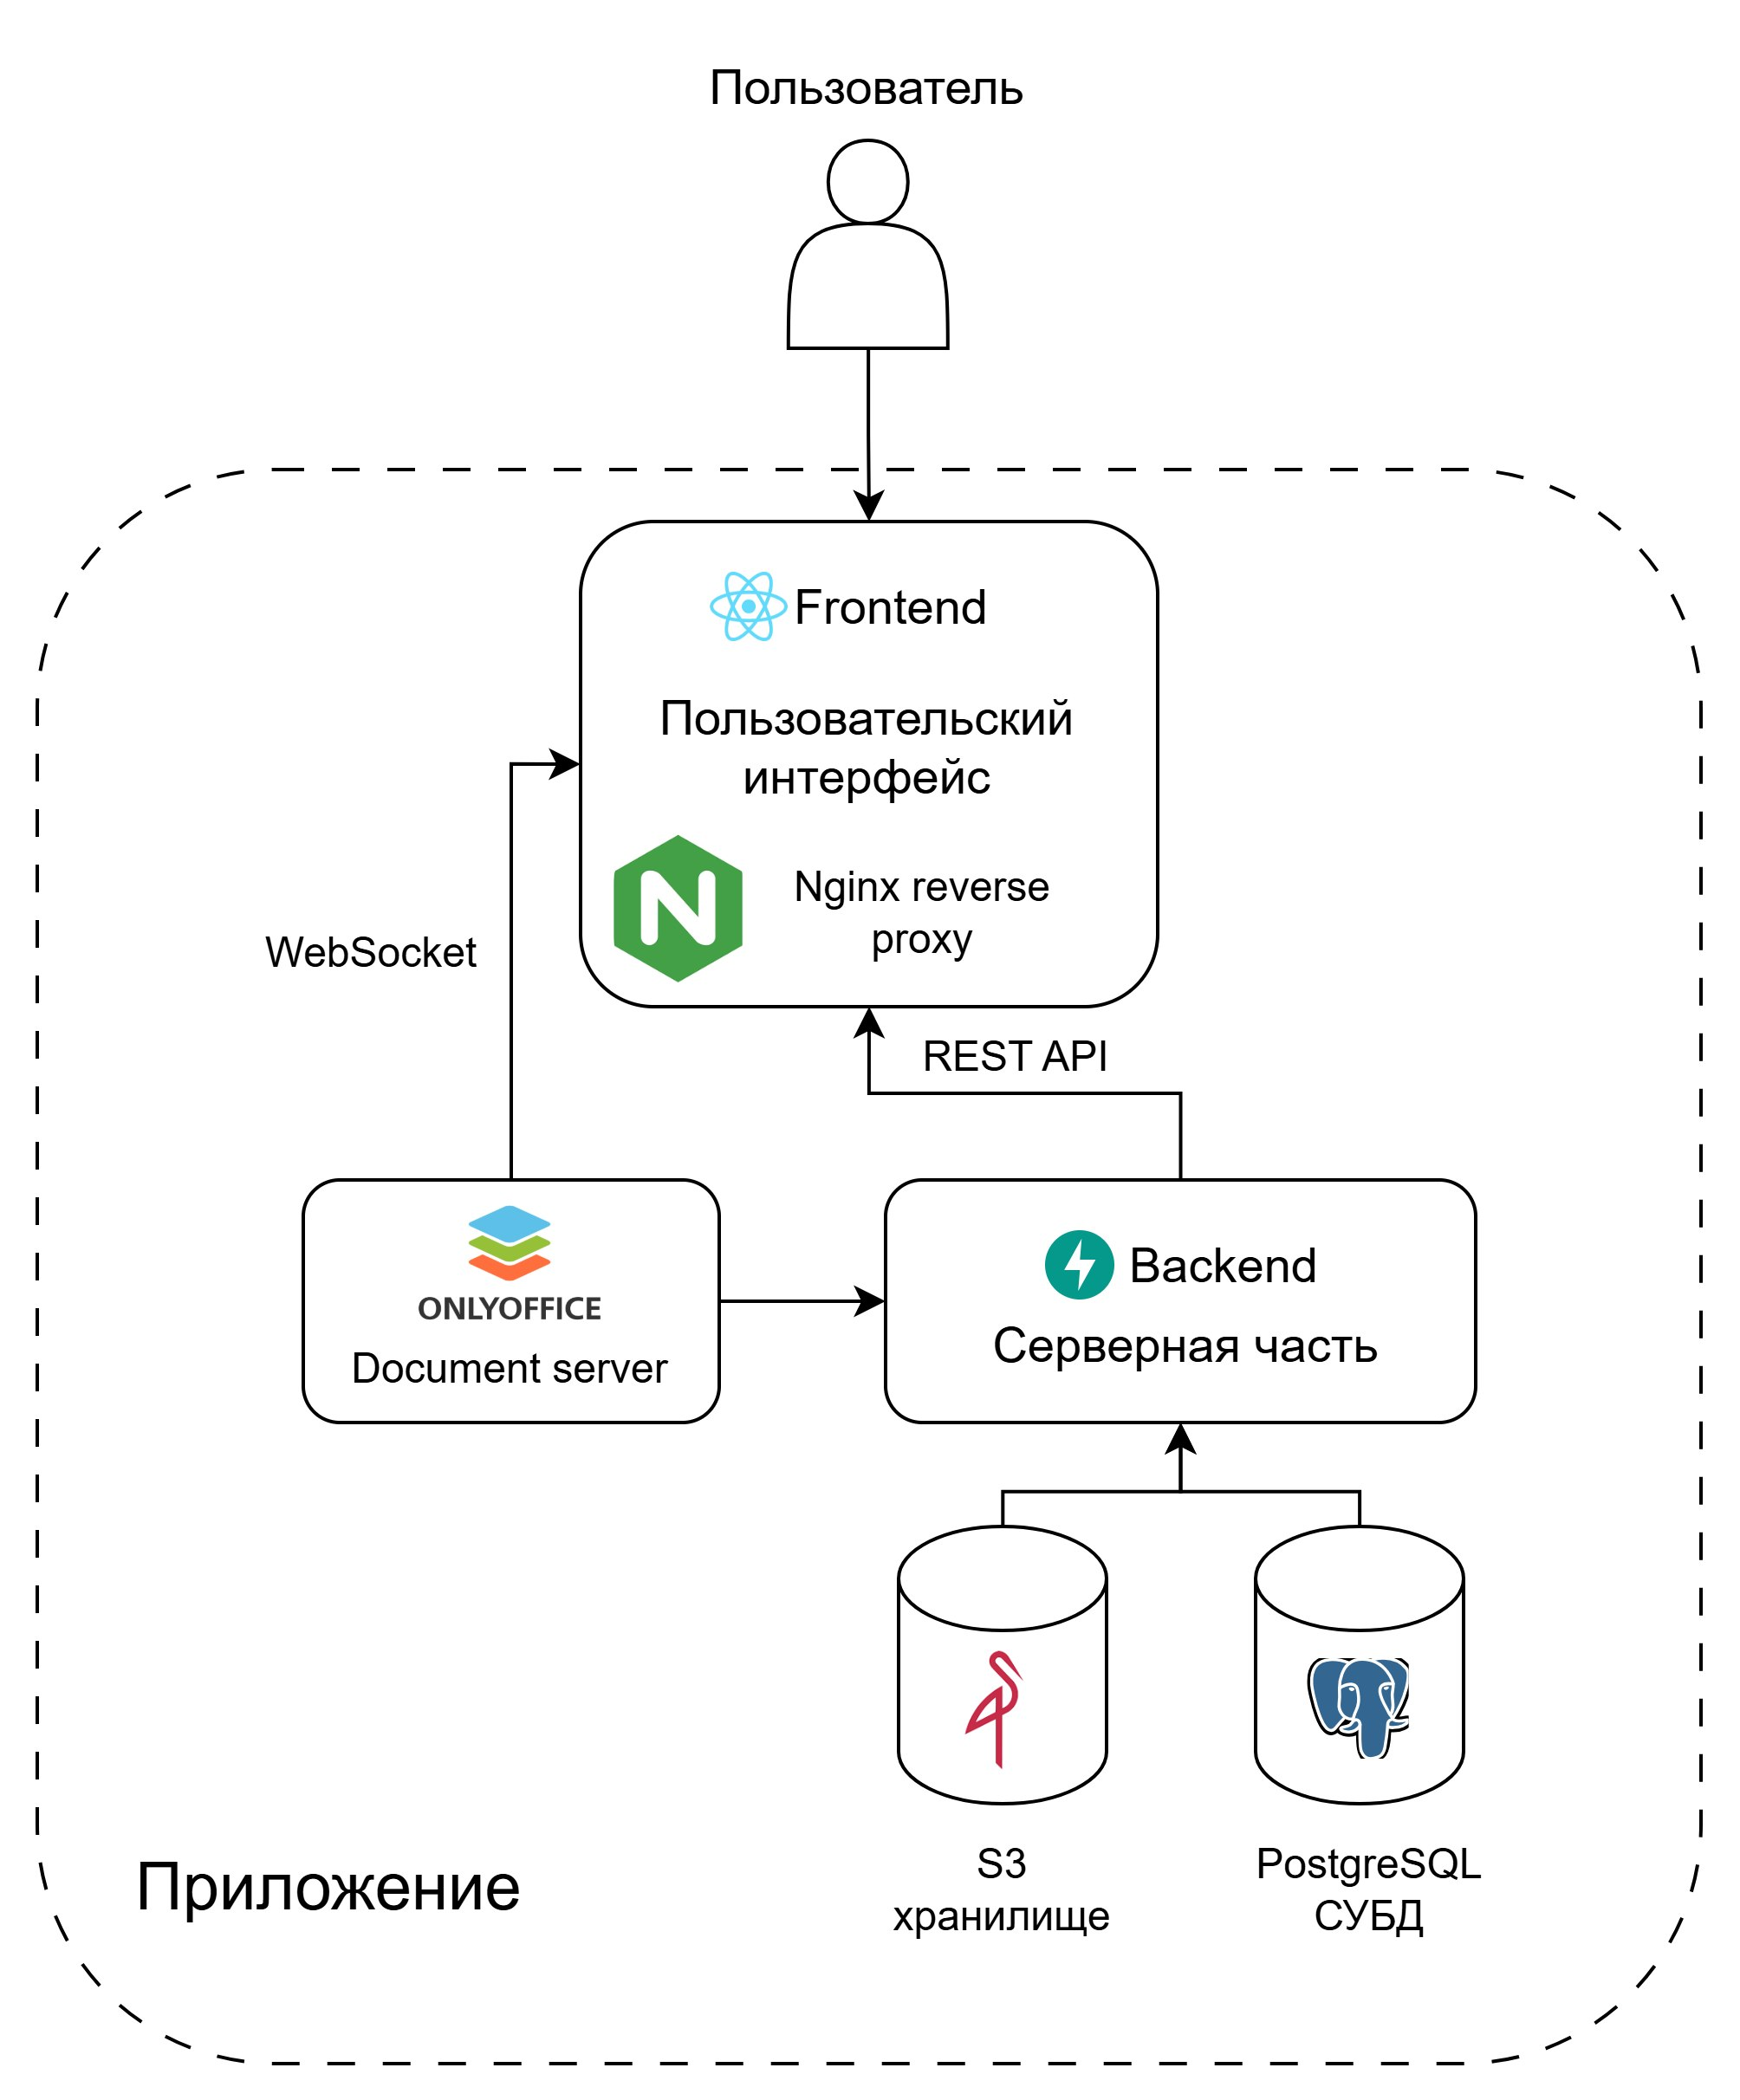 Пользователь
Frontend
Пользовательский
интерфейс
Nginx reverse
proxy
WebSocket
REST API
ONLYOFFICE
Document server
Backend
Серверная часть
S3
хранилище
PostgreSQL
СУБД
Приложение